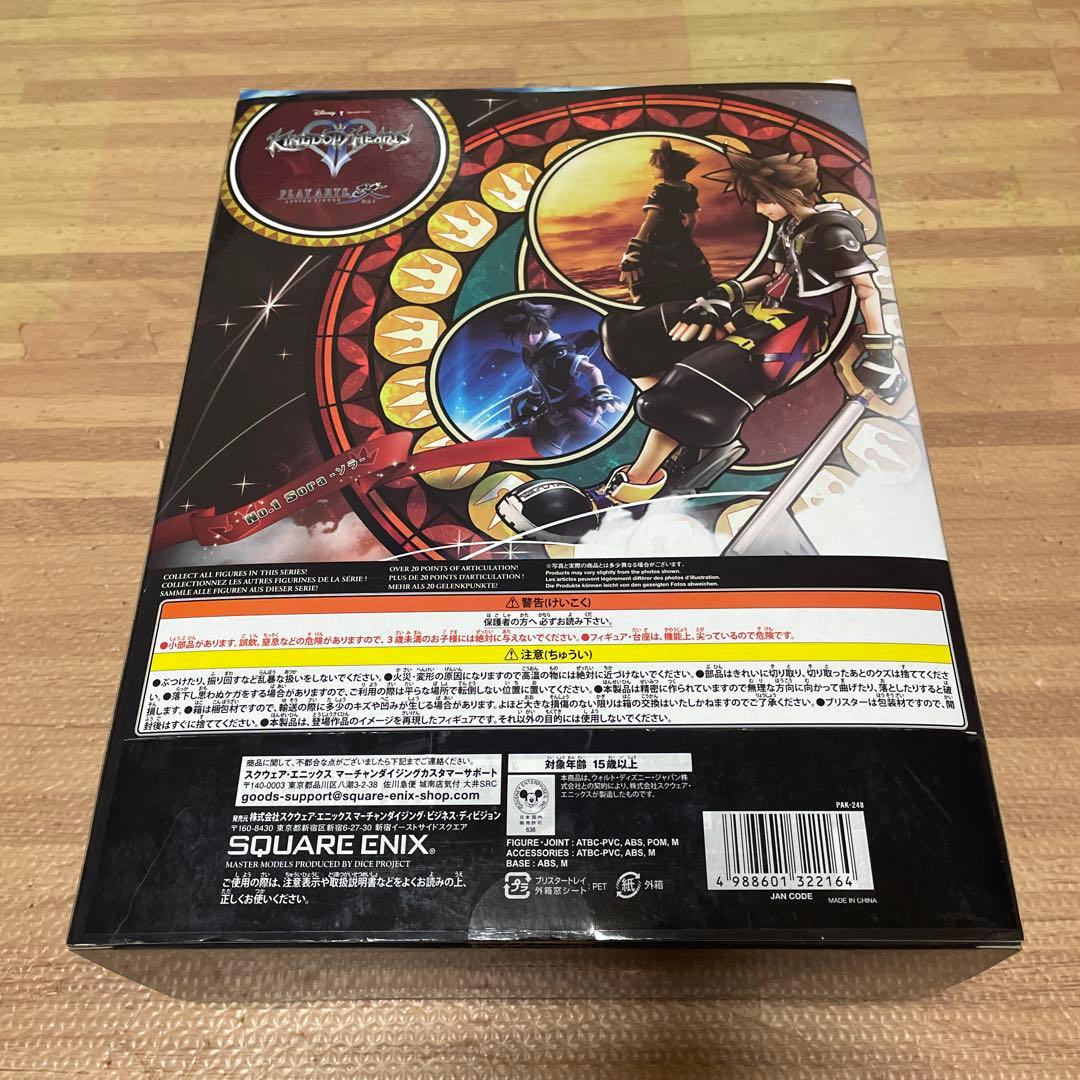 Disney
KINGDOM HEARTS II
PLAY ARTS 改
ACTION FIGURE KAI
No.1 Sora -ソラ-
COLLECT ALL FIGURES IN THIS SERIES!
COLLECTIONNEZ LES AUTRES FIGURINES DE LA SÉRIE !
SAMMLE ALLE FIGUREN AUS DIESER SERIE!
OVER 20 POINTS OF ARTICULATION!
PLUS DE 20 POINTS D'ARTICULATION !
MEHR ALS 20 GELENKPUNKTE!
※写真と実際の商品とは多少異なる場合がございます。
Products may vary slightly from the photos shown.
Les articles peuvent légèrement différer des photos d'illustration.
Die Produkte können leicht von den gezeigten Fotos abweichen.
⚠警告(けいこく)
保護者の方へ 必ずお読み下さい。
●小部品があります。誤飲、窒息などの危険がありますので、3歳未満のお子様には絶対に与えないでください。●フィギュア・台座は、機能上、尖っているので危険です。
⚠注意(ちゅうい)
●ぶつけたり、振り回すなど乱暴な扱いをしないでください。●火災・変形の原因になりますので高温の物には絶対に近づけないでください。●部品はきれいに切り取り、切り取ったあとのクズは捨ててください。
●落下し思わぬケガをする場合がありますので、ご利用の際は平らな場所で転倒しない位置に置いてください。●本製品は精密に作られていますので無理な方向に向かって曲げたり、落としたりすると破
損します。●箱は梱包材ですので、輸送の際に多少のキズや凹みが生じる場合があります。よほど大きな損傷のない限りは箱の交換はいたしかねますのでご了承ください。●ブリスターは包装材ですので、開
封後はすぐに捨ててください。●本製品は、登場作品のイメージを再現したフィギュアです。それ以外の目的には使用しないでください。
商品に関して、不都合な点がございましたら下記までご連絡ください。
スクウェア・エニックス マーチャンダイジングカスタマーサポート
〒140-0003 東京都品川区八潮3-2-38 佐川急便 城南店気付 大井SRC
goods-support@square-enix-shop.com
発売元 株式会社スクウェア・エニックス マーチャンダイジング・ビジネス・ディビジョン
〒160-8430 東京都新宿区新宿6-27-30 新宿イーストサイドスクエア
SQUARE ENIX®
MASTER MODELS PRODUCED BY DICE PROJECT
ご使用の際は、注意表示や取扱説明書などをよくお読みの上、
正しくお使いください。
対象年齢 15歳以上
本商品は、ウォルト・ディズニー・ジャパン株式会社との契約により、株式会社スクウェア・エニックスが製造したものです。
日本国内
販売許可
638
FIGURE・JOINT : ATBC-PVC, ABS, POM, M
ACCESSORIES : ATBC-PVC, ABS, M
BASE : ABS, M
プラ
ブリスタートレイ
外箱窓シート : PET
紙
外箱
PAK-248
4 988601 322164
JAN CODE
MADE IN CHINA